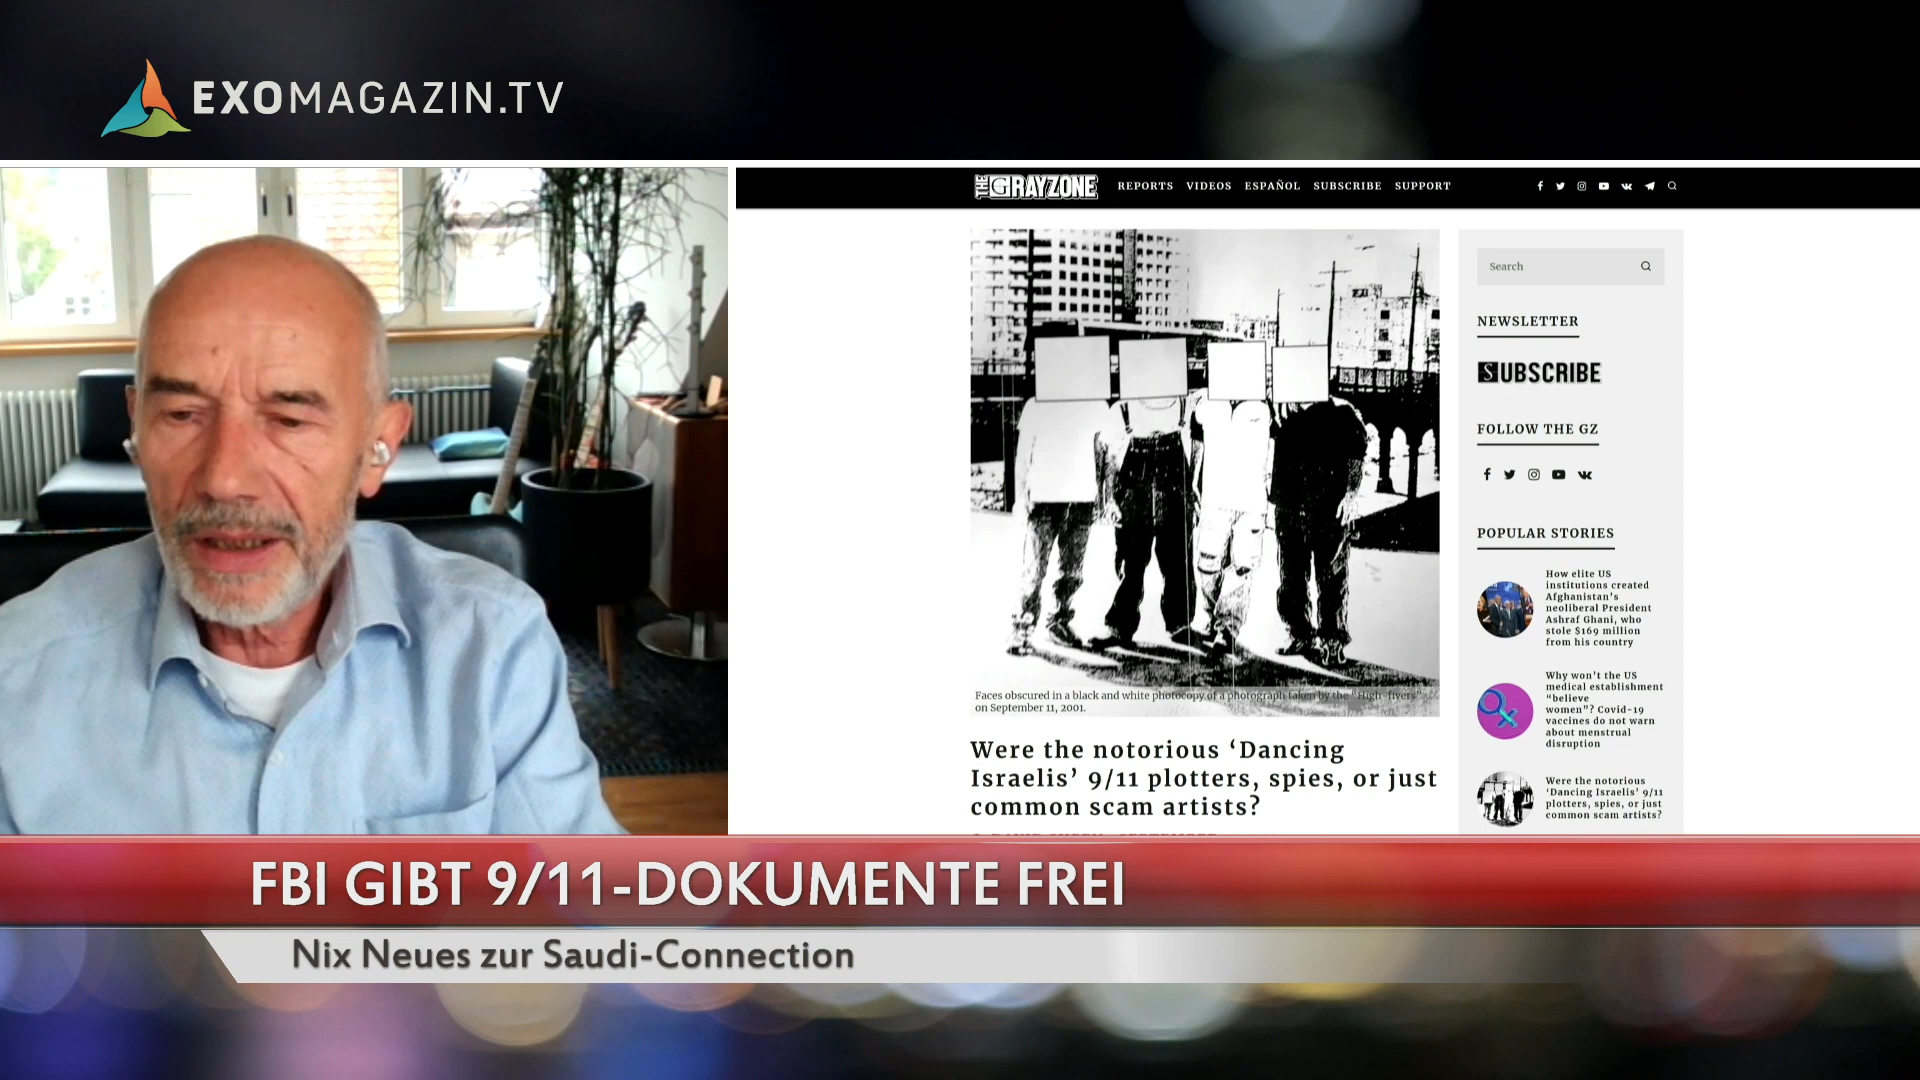 EXOMAGAZIN.TV
THE GRAYZONE REPORTS VIDEOS ESPAÑOL SUBSCRIBE SUPPORT
Faces obscured in a black and white photocopy of a photograph taken by the "High-fivers"
on September 11, 2001.
Were the notorious ‘Dancing
Israelis’ 9/11 plotters, spies, or just
common scam artists?
Search
NEWSLETTER
SUBSCRIBE
FOLLOW THE GZ
POPULAR STORIES
How elite US
institutions created
Afghanistan’s
neoliberal President
Ashraf Ghani, who
stole $169 million
from his country
Why won’t the US
medical establishment
“believe
women”? Covid-19
vaccines do not warn
about menstrual
disruption
Were the notorious
‘Dancing Israelis’ 9/11
plotters, spies, or just
common scam artists?
FBI GIBT 9/11-DOKUMENTE FREI
Nix Neues zur Saudi-Connection